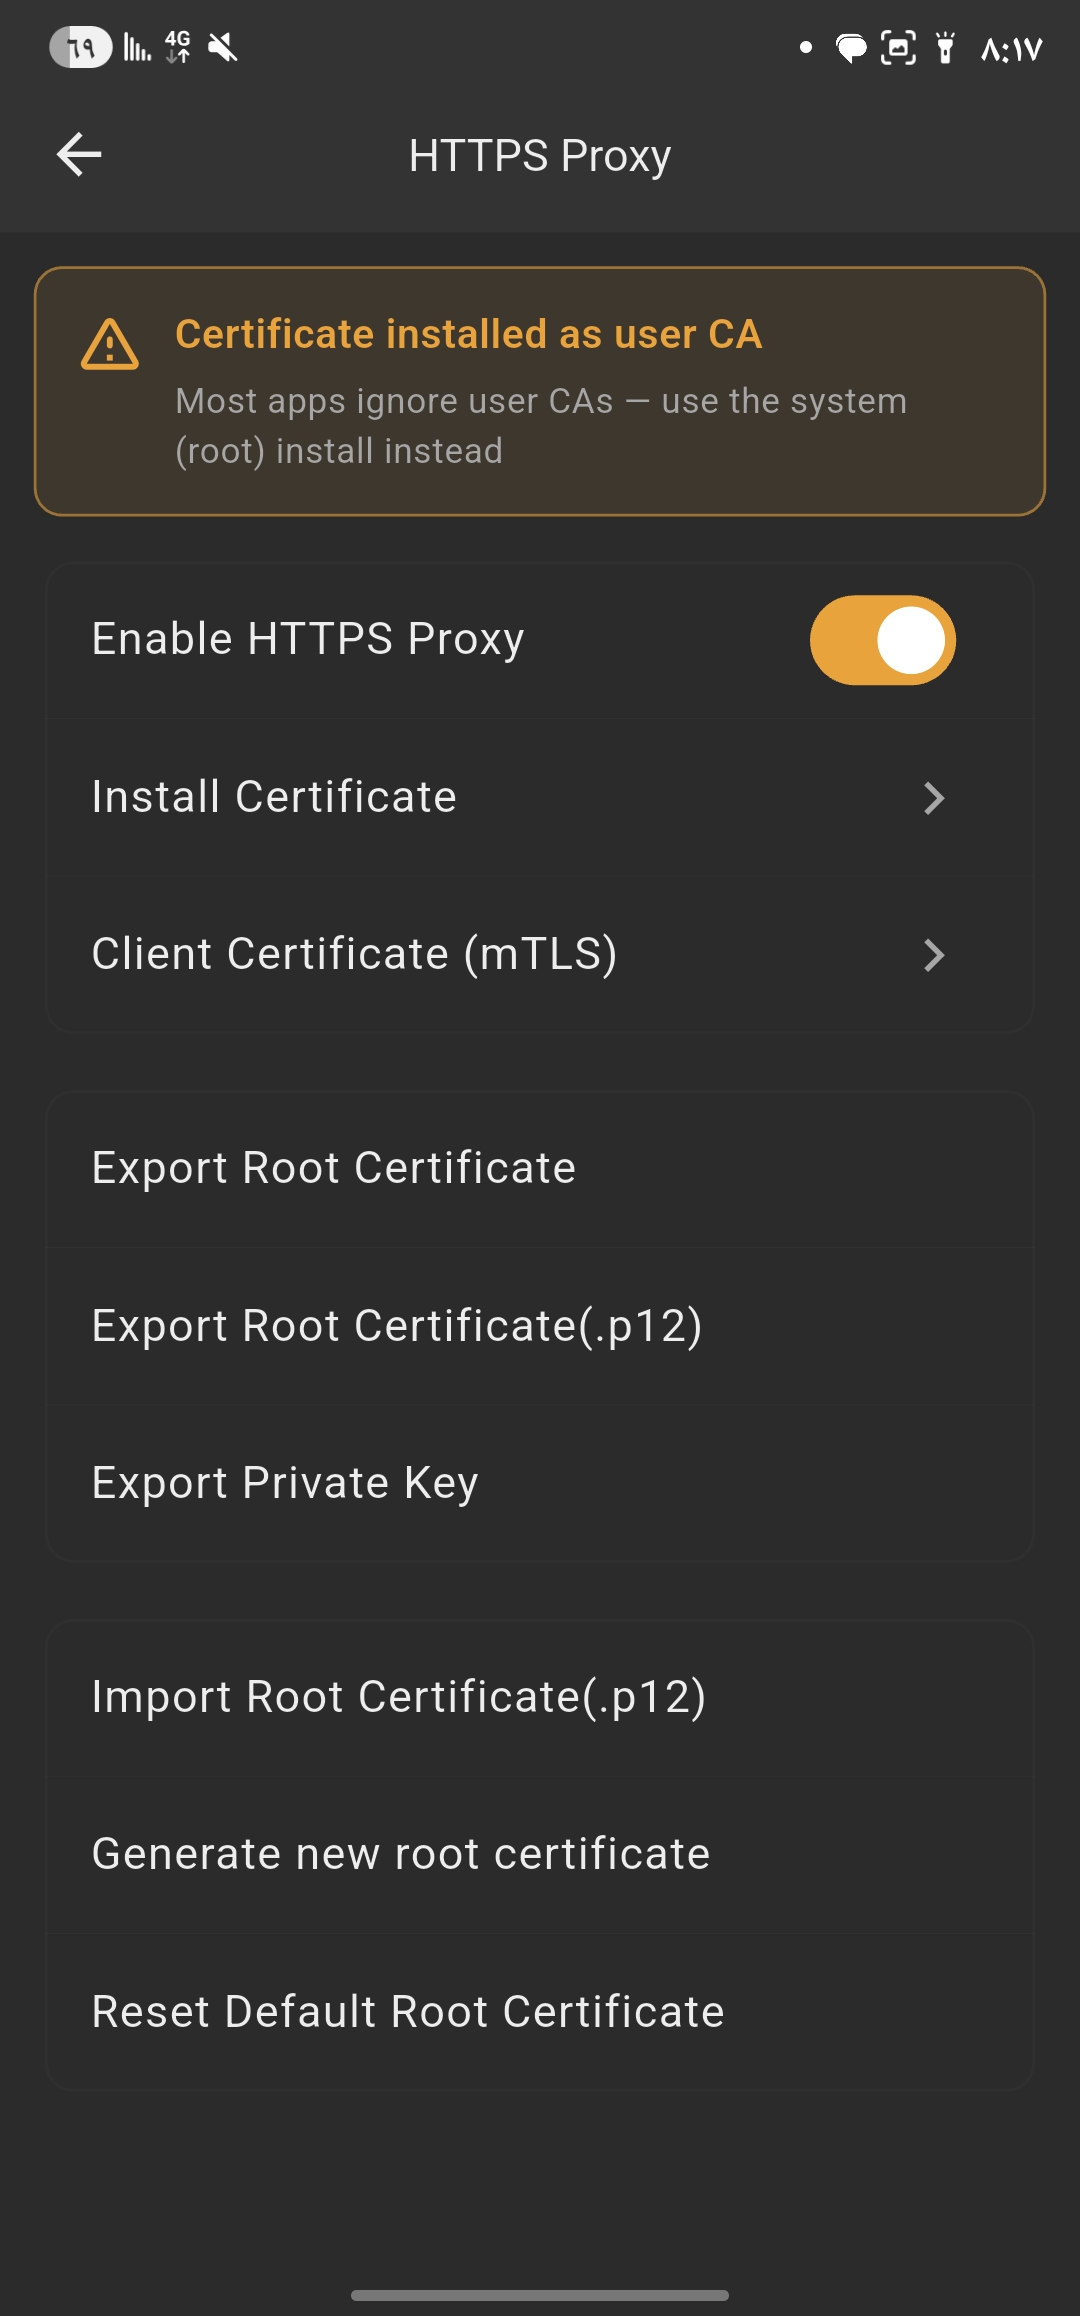 ٦٩ 4G ٨:١٧
HTTPS Proxy
Certificate installed as user CA
Most apps ignore user CAs — use the system
(root) install instead
Enable HTTPS Proxy
Install Certificate
Client Certificate (mTLS)
Export Root Certificate
Export Root Certificate(.p12)
Export Private Key
Import Root Certificate(.p12)
Generate new root certificate
Reset Default Root Certificate